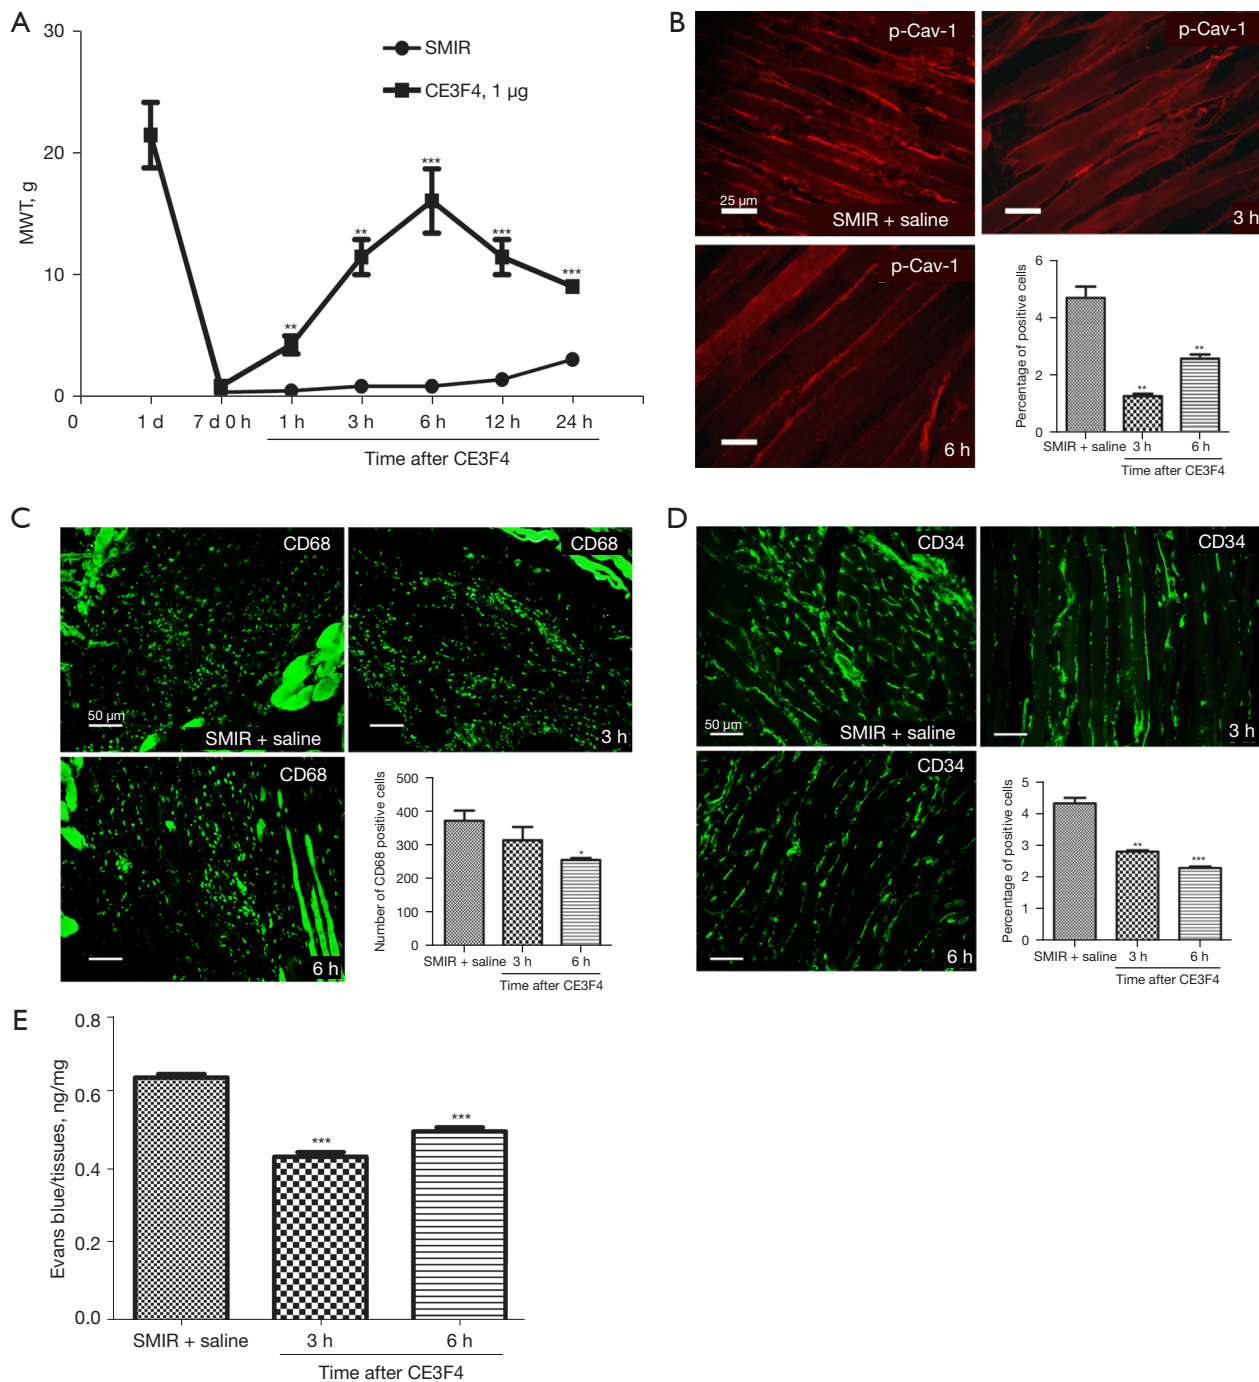 A
30
20
10
0
MWT, g
SMIR
CE3F4, 1 µg
** ** *** *** ***
0 1 d 7 d 0 h 1 h 3 h 6 h 12 h 24 h
Time after CE3F4
B
p-Cav-1
25 µm
SMIR + saline
p-Cav-1
3 h
p-Cav-1
6 h
Percentage of positive cells
6
4
2
0
** **
SMIR + saline 3 h 6 h
Time after CE3F4
C
CD68
50 µm
SMIR + saline
CD68
3 h
CD68
6 h
Number of CD68 positive cells
500
400
300
200
100
0
*
SMIR + saline 3 h 6 h
Time after CE3F4
D
CD34
50 µm
SMIR + saline
CD34
3 h
CD34
6 h
Percentage of positive cells
5
4
3
2
1
0
** ***
SMIR + saline 3 h 6 h
Time after CE3F4
E
Evans blue/tissues, ng/mg
0.8
0.6
0.4
0.2
0.0
*** ***
SMIR + saline 3 h 6 h
Time after CE3F4